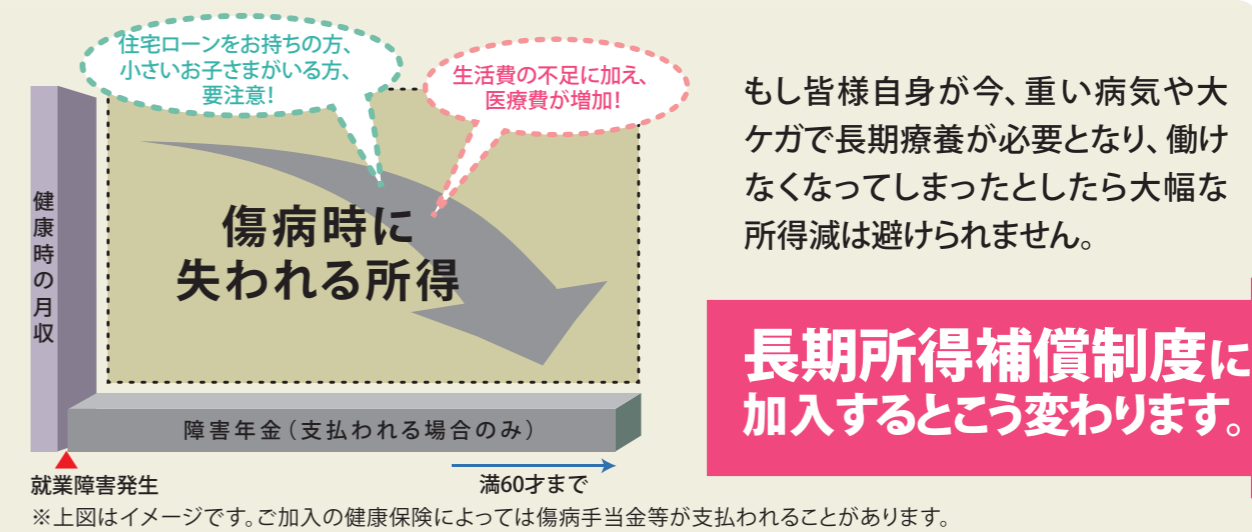 住宅ローンをお持ちの方、
小さいお子さまがいる方、
要注意!
生活費の不足に加え、
医療費が増加!
健康時の月収
傷病時に
失われる所得
障害年金(支払われる場合のみ)
就業障害発生
満60才まで
※上図はイメージです。ご加入の健康保険によっては傷病手当金等が支払われることがあります。
もし皆様自身が今、重い病気や大
ケガで長期療養が必要となり、働け
なくなってしまったとしたら大幅な
所得減は避けられません。
長期所得補償制度に
加入するとこう変わります。